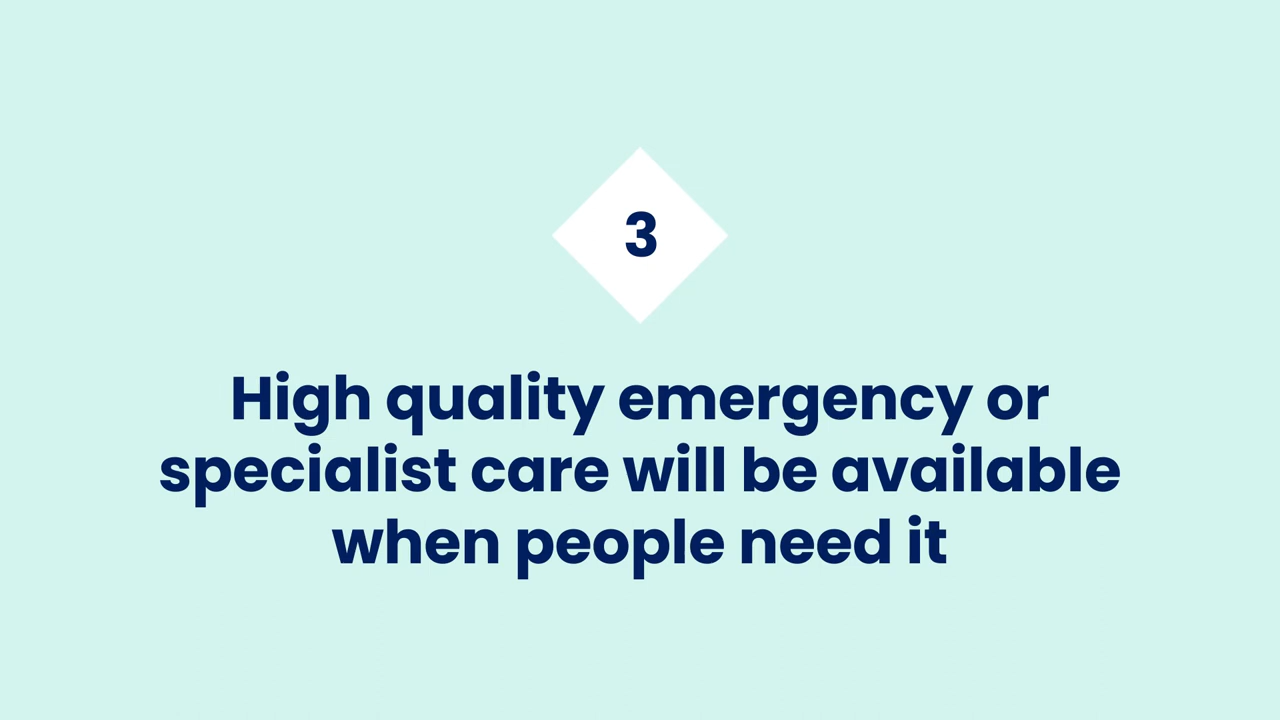 3
High quality emergency or
specialist care will be available
when people need it